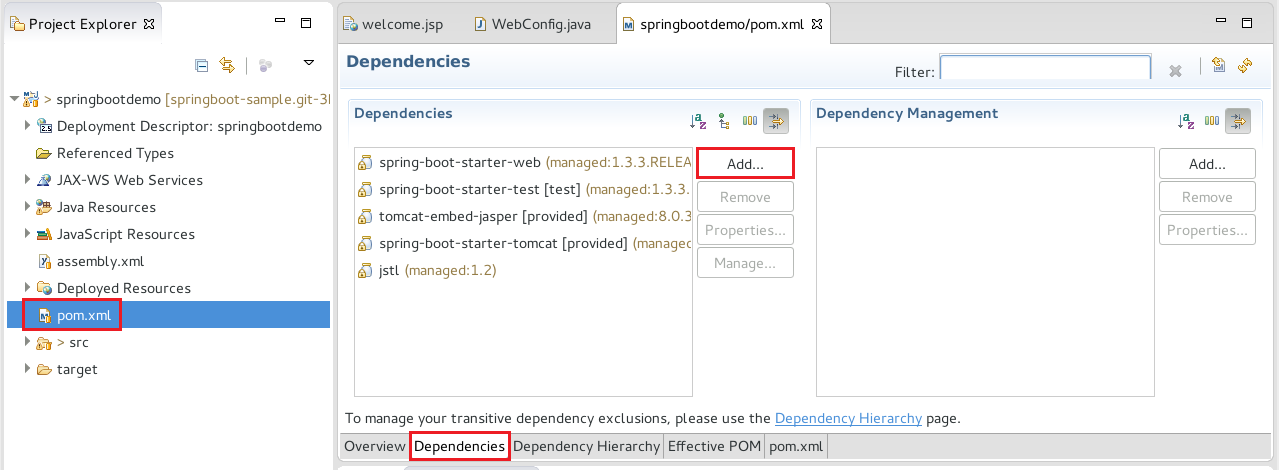 Project Explorer
> springbootdemo [springboot-sample.git-3
Deployment Descriptor: springbootdemo
Referenced Types
JAX-WS Web Services
Java Resources
JavaScript Resources
assembly.xml
Deployed Resources
pom.xml
> src
target
welcome.jsp
WebConfig.java
springbootdemo/pom.xml
Dependencies
Filter:
Dependencies
spring-boot-starter-web (managed:1.3.3.RELEA
spring-boot-starter-test [test] (managed:1.3.3.
tomcat-embed-jasper [provided] (managed:8.0.3
spring-boot-starter-tomcat [provided] (manage
jstl (managed:1.2)
Add...
Remove
Properties...
Manage...
Dependency Management
Add...
Remove
Properties...
To manage your transitive dependency exclusions, please use the Dependency Hierarchy page.
Overview Dependencies Dependency Hierarchy Effective POM pom.xml